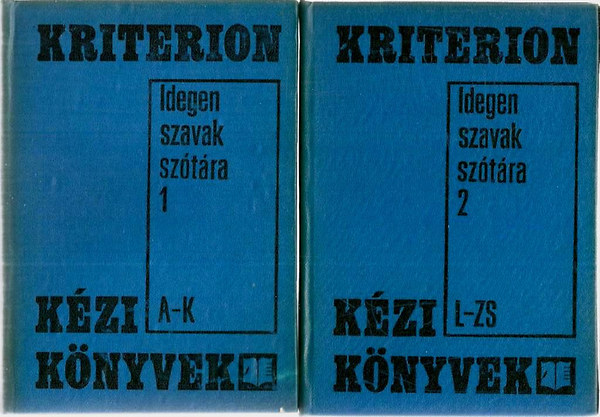 KRITERION
Idegen
szavak
szótára
1
A-K
KÉZI
KÖNYVEK
KRITERION
Idegen
szavak
szótára
2
L-ZS
KÉZI
KÖNYVEK